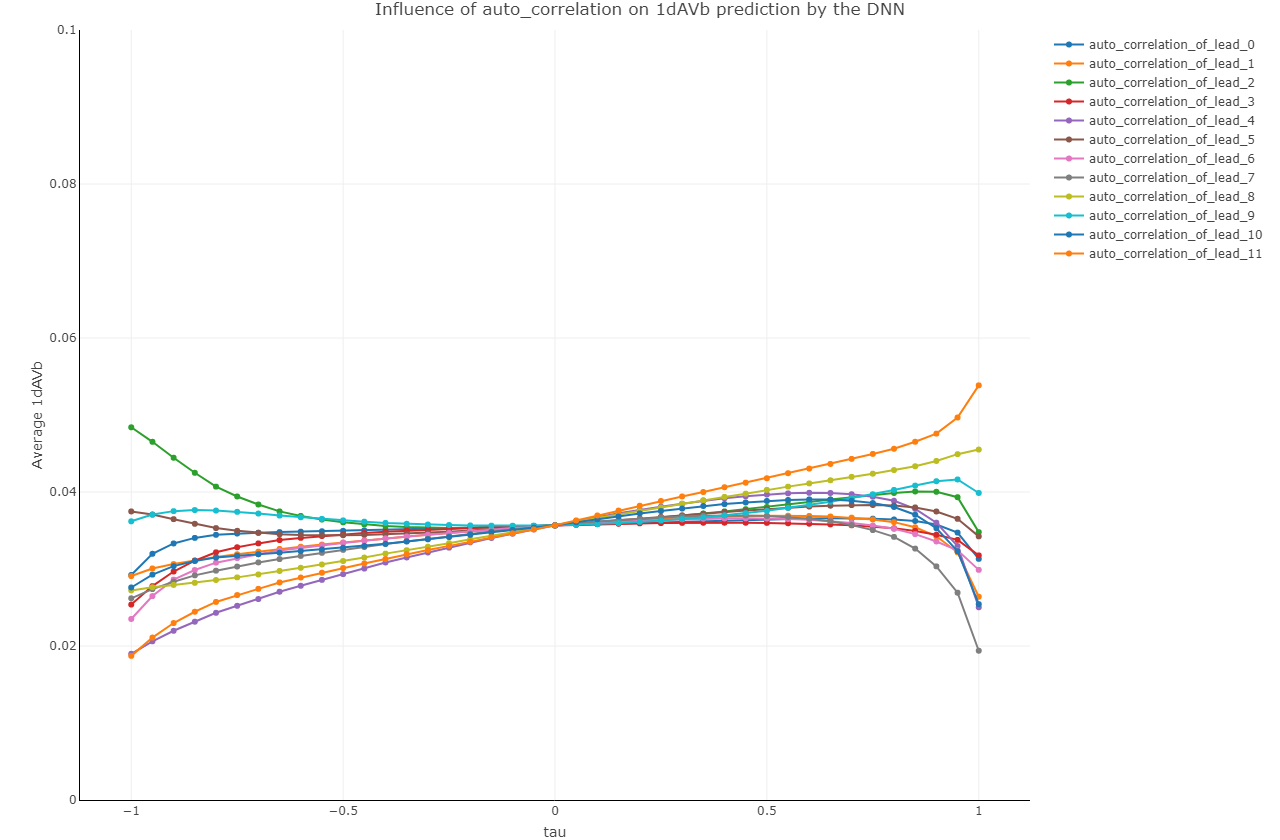 Influence of auto_correlation on 1dAVb prediction by the DNN
0.1
0.08
0.06
0.04
0.02
0
Average 1dAVb
−1
−0.5
0
0.5
1
tau
auto_correlation_of_lead_0
auto_correlation_of_lead_1
auto_correlation_of_lead_2
auto_correlation_of_lead_3
auto_correlation_of_lead_4
auto_correlation_of_lead_5
auto_correlation_of_lead_6
auto_correlation_of_lead_7
auto_correlation_of_lead_8
auto_correlation_of_lead_9
auto_correlation_of_lead_10
auto_correlation_of_lead_11